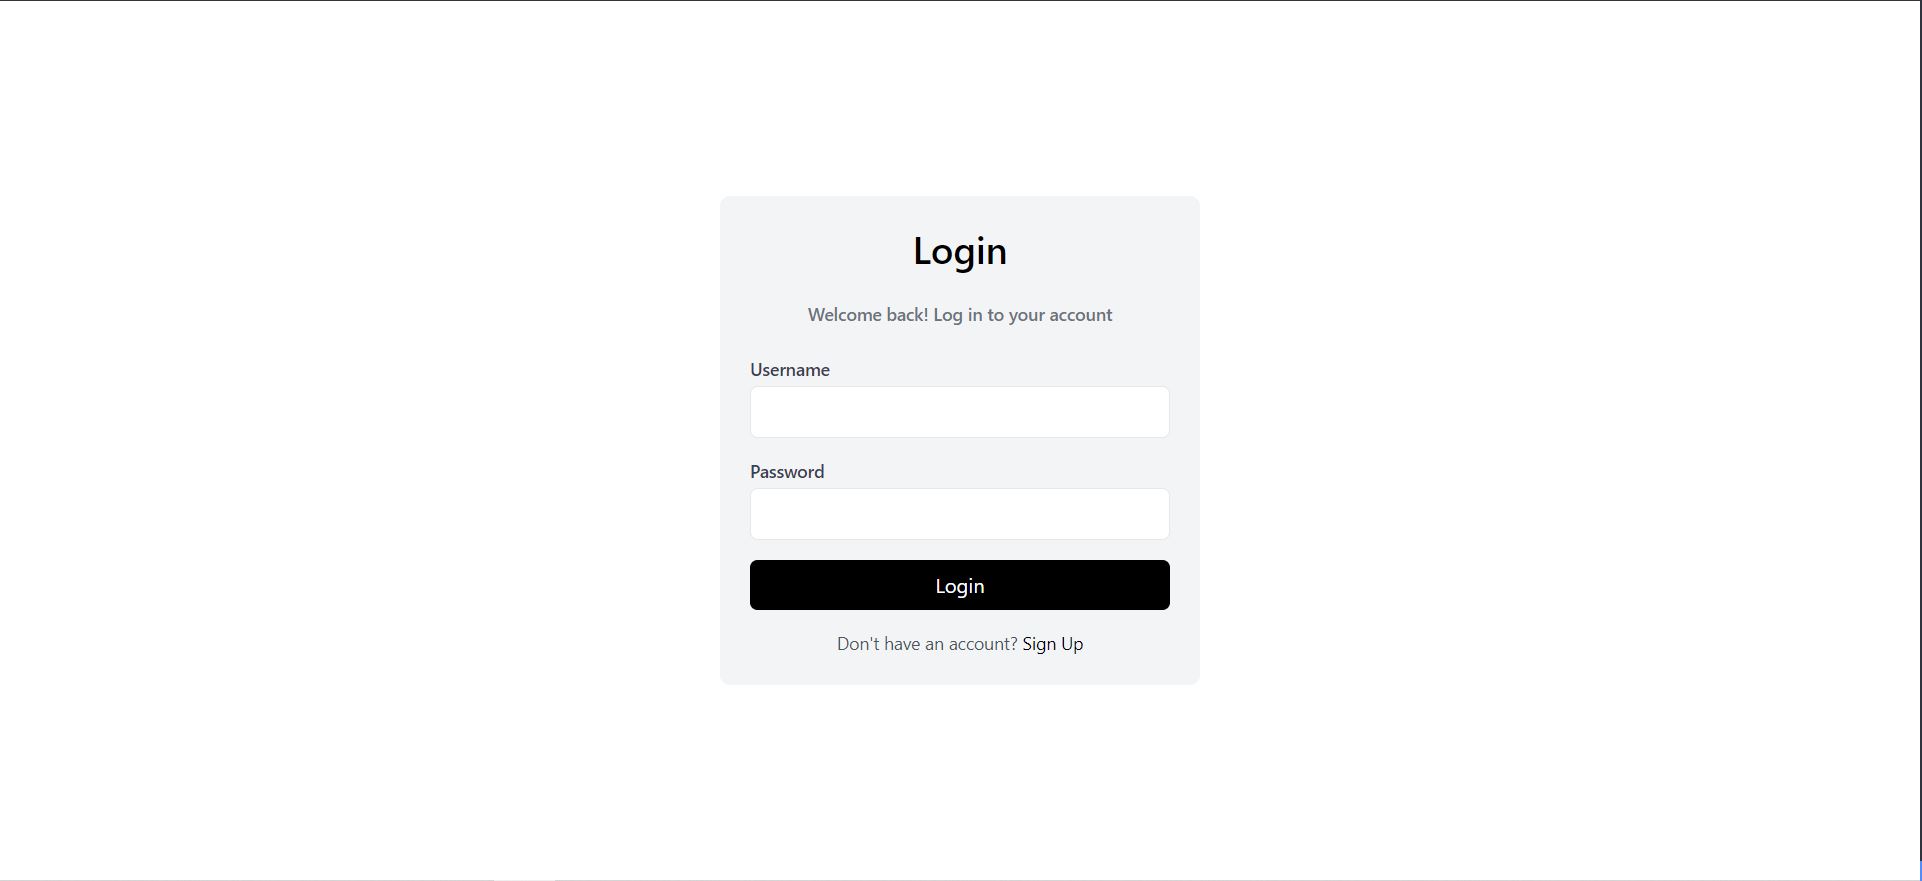 Login
Welcome back! Log in to your account
Username
Password
Login
Don't have an account? Sign Up